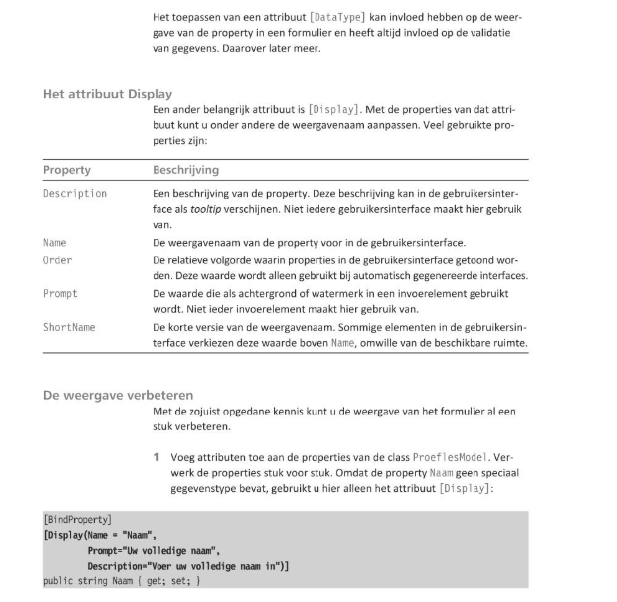 Het toepassen van een attribuut [DataType] kan invloed hebben op de weer-
gave van de property in een formulier en heeft altijd invloed op de validatie
van gegevens. Daarover later meer.
Het attribuut Display
Een ander belangrijk attribuut is [Display]. Met de properties van dat attri-
buut kunt u onder andere de weergavenaam aanpassen. Veel gebruikte pro-
perties zijn:
Property Beschrijving
Description Een beschrijving van de property. Deze beschrijving kan in de gebruikersinter-
face als tooltip verschijnen. Niet iedere gebruikersinterface maakt hier gebruik
van.
Name De weergavenaam van de property voor in de gebruikersinterface.
Order De relatieve volgorde waarin properties in de gebruikersinterface getoond wor-
den. Deze waarde wordt alleen gebruikt bij automatisch gegenereerde interfaces.
Prompt De waarde die als achtergrond of watermerk in een invoerelement gebruikt
wordt. Niet ieder invoerelement maakt hier gebruik van.
ShortName De korte versie van de weergavenaam. Sommige elementen in de gebruikersin-
terface verkiezen deze waarde boven Name, omwille van de beschikbare ruimte.
De weergave verbeteren
Met de zojuist opgedane kennis kunt u de weergave van het formulier al een
stuk verbeteren.
1 Voeg attributen toe aan de properties van de class ProeflesModel. Ver-
werk de properties stuk voor stuk. Omdat de property Naam geen speciaal
gegevenstype bevat, gebruikt u hier alleen het attribuut [Display]:
[BindProperty]
[Display(Name = "Naam",
Prompt="Uw volledige naam",
Description="Voer uw volledige naam in")]
public string Naam { get; set; }